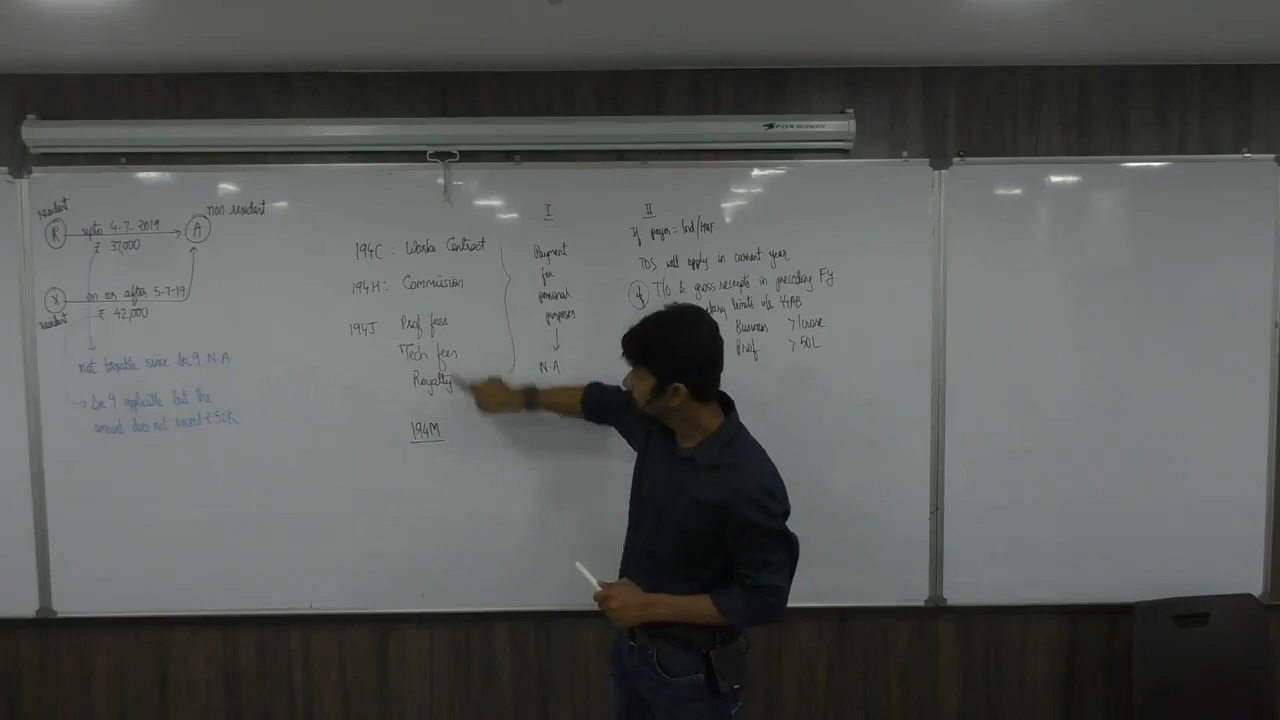 resident
non resident
R
upto 4-7-2019
A
₹ 37,000
X
on or after 5-7-19
resident
₹ 42,000
not taxable since Sec 9 N.A
→ Sec 9 applicable but the
amount does not exceed ₹50K
194C : Works Contract
194H : Commission
194J Prof fees
Tech fees
Royalty
194M
I
Payment
for
personal
purposes
N.A
II
If payer = Ind/HUF
TDS will apply in current year
if T/O & gross receipts in preceding FY
limits u/s 44AB
Business >1crore
Prof >50L